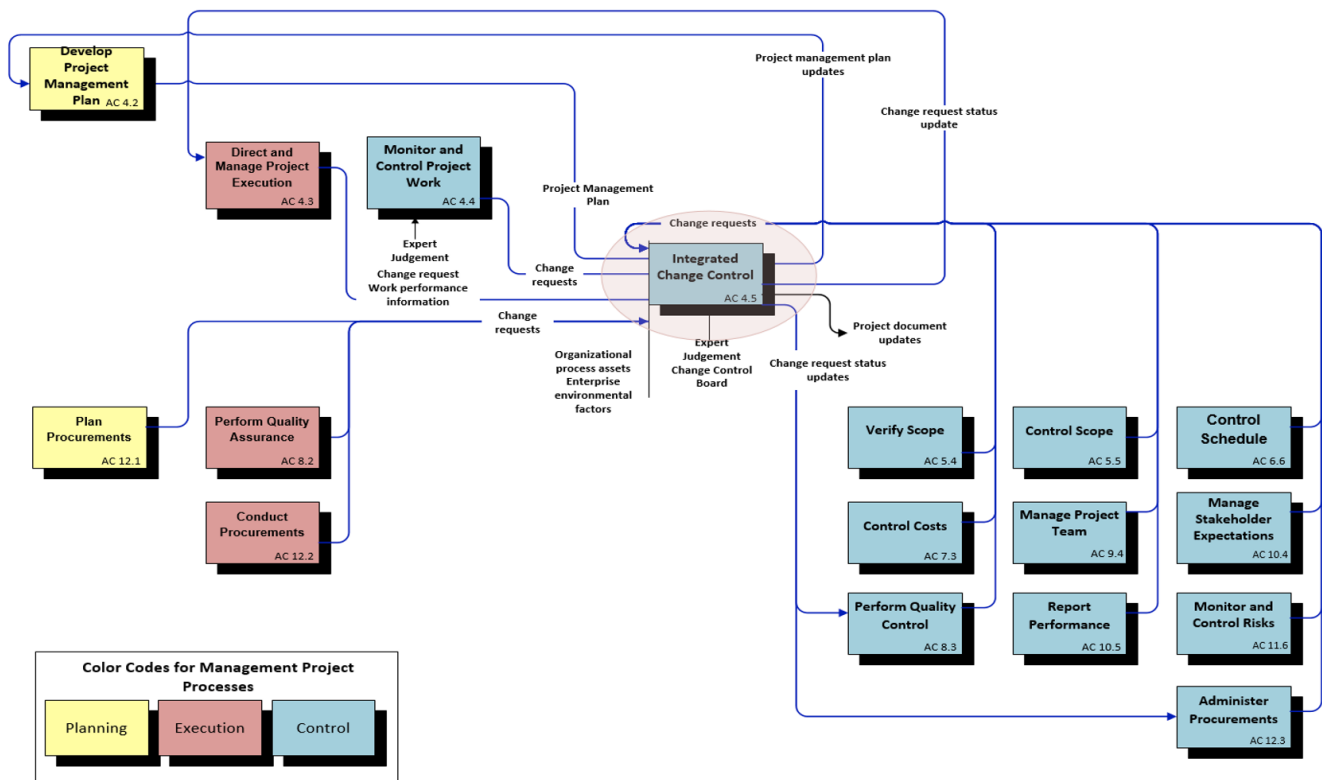 Develop
Project
Management
Plan
AC 4.2
Project management plan
updates
Change request status
update
Direct and
Manage Project
Execution
AC 4.3
Monitor and
Control Project
Work
AC 4.4
Project Management
Plan
Change requests
Expert
Judgement
Change request
Work performance
information
Change
requests
Integrated
Change Control
AC 4.5
Change
requests
Project document
updates
Organizational
process assets
Enterprise
environmental
factors
Expert
Judgement
Change Control
Board
Change request status
updates
Plan
Procurements
AC 12.1
Perform Quality
Assurance
AC 8.2
Verify Scope
AC 5.4
Control Scope
AC 5.5
Control
Schedule
AC 6.6
Conduct
Procurements
AC 12.2
Control Costs
AC 7.3
Manage Project
Team
AC 9.4
Manage
Stakeholder
Expectations
AC 10.4
Perform Quality
Control
AC 8.3
Report
Performance
AC 10.5
Monitor and
Control Risks
AC 11.6
Administer
Procurements
AC 12.3
Color Codes for Management Project
Processes
Planning
Execution
Control